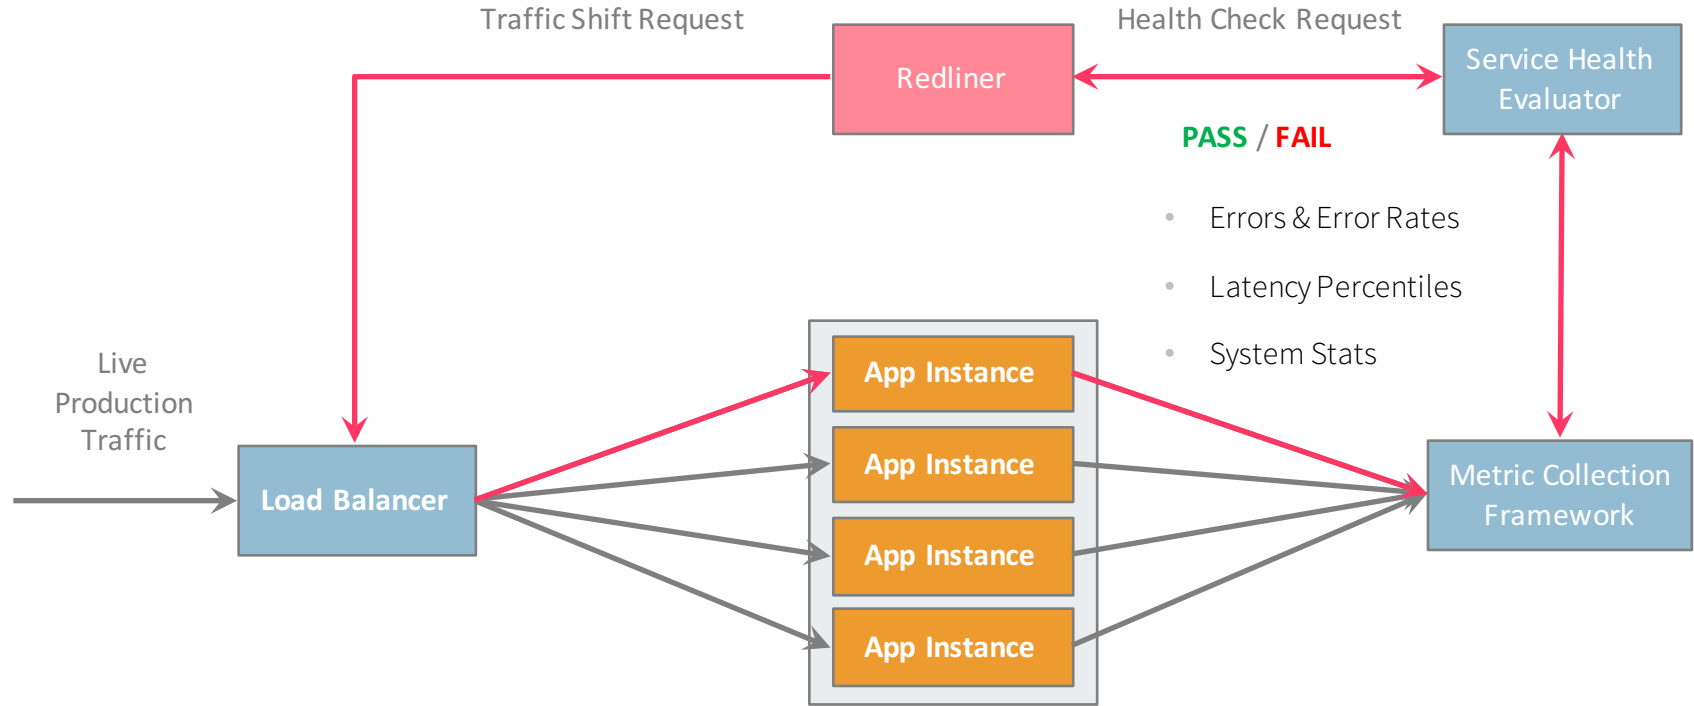 Traffic Shift Request
Health Check Request
Redliner
Service Health
Evaluator
PASS / FAIL
• Errors & Error Rates
• Latency Percentiles
• System Stats
Live
Production
Traffic
Load Balancer
App Instance
App Instance
App Instance
App Instance
Metric Collection
Framework